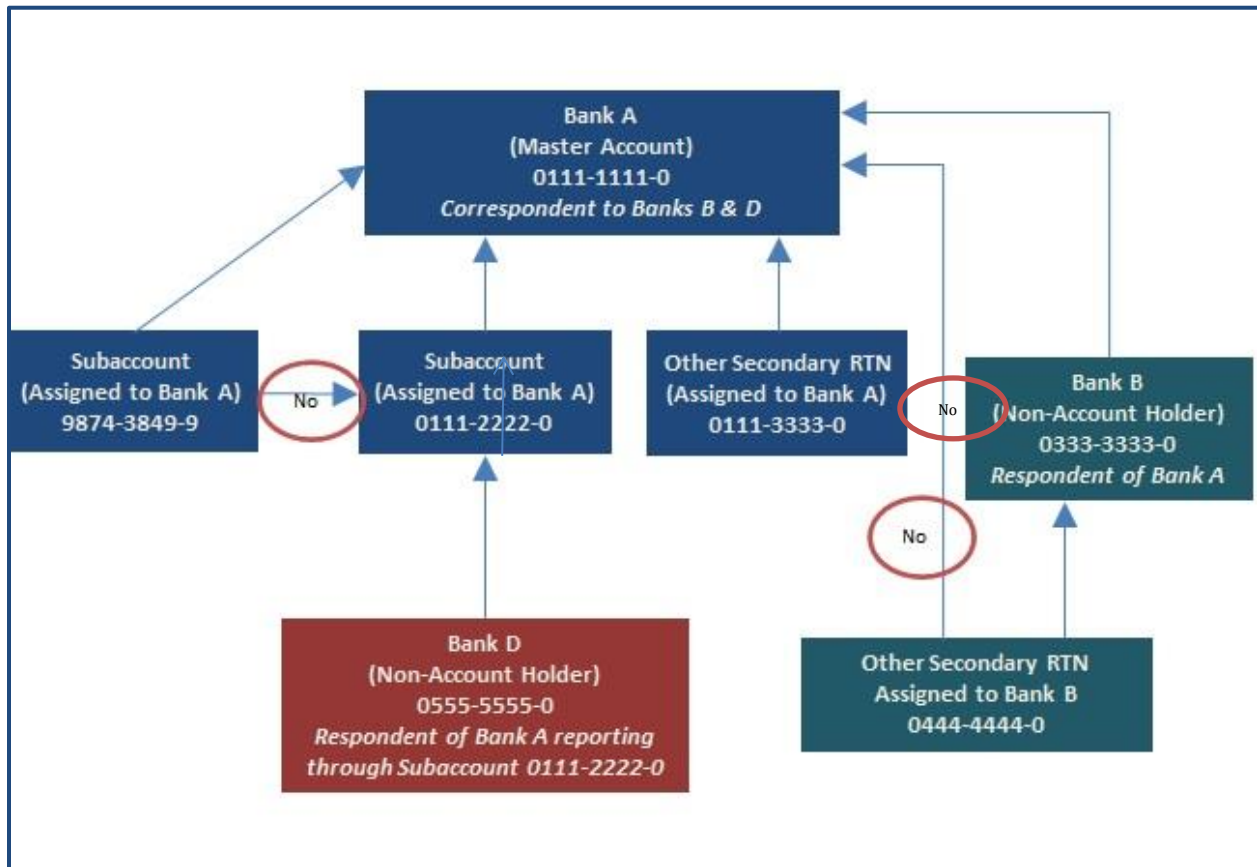 Bank A
(Master Account)
0111-1111-0
Correspondent to Banks B & D
Subaccount
(Assigned to Bank A)
9874-3849-9
No
Subaccount
(Assigned to Bank A)
0111-2222-0
Other Secondary RTN
(Assigned to Bank A)
0111-3333-0
No
Bank B
(Non-Account Holder)
0333-3333-0
Respondent of Bank A
No
Bank D
(Non-Account Holder)
0555-5555-0
Respondent of Bank A reporting
through Subaccount 0111-2222-0
Other Secondary RTN
Assigned to Bank B
0444-4444-0